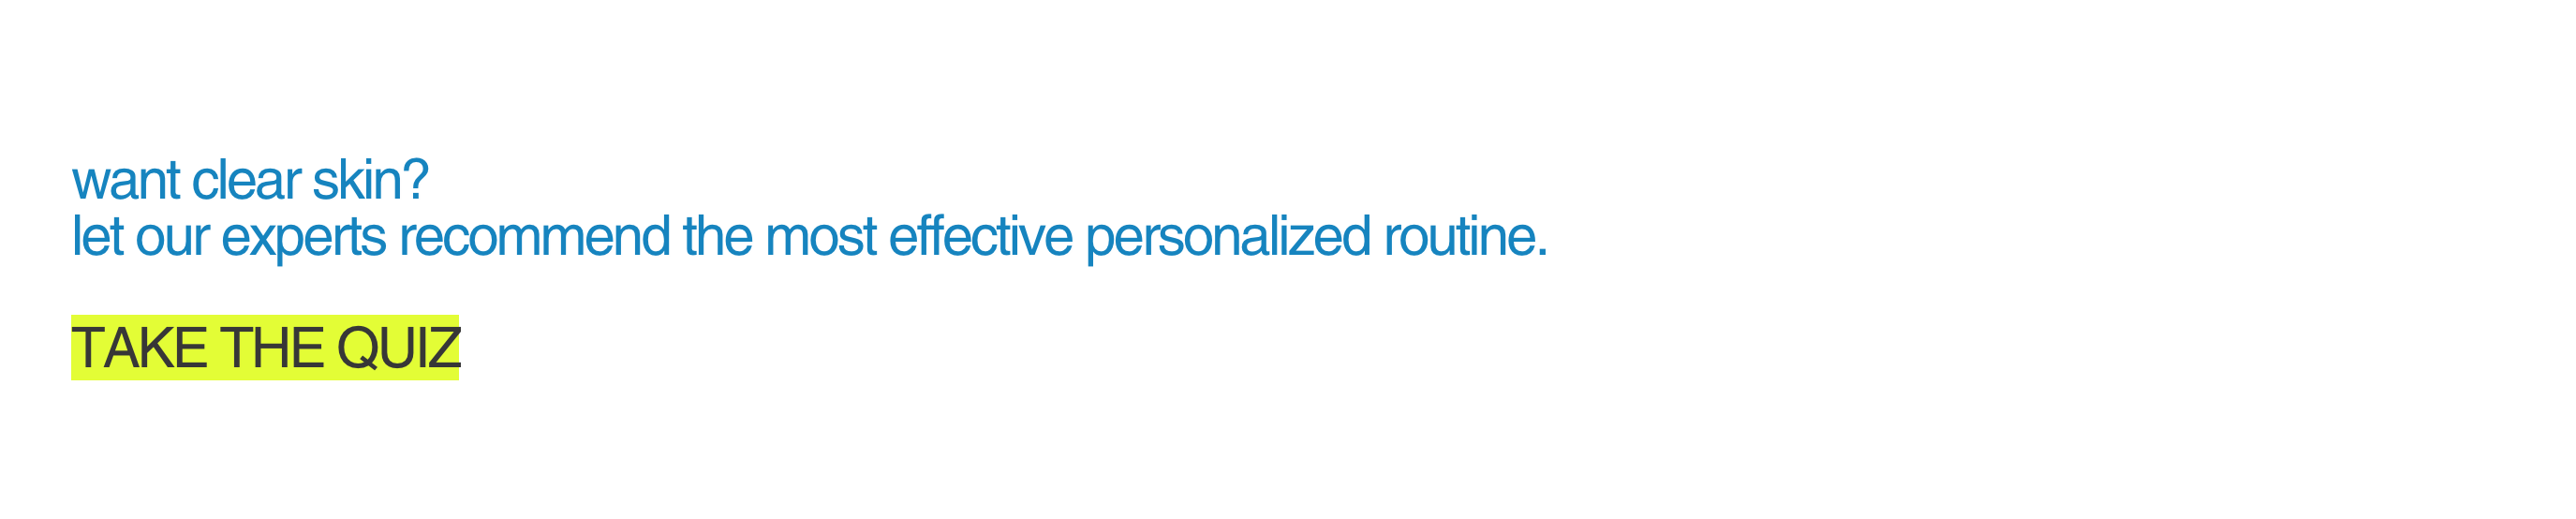 want clear skin?
let our experts recommend the most effective personalized routine.
TAKE THE QUIZ